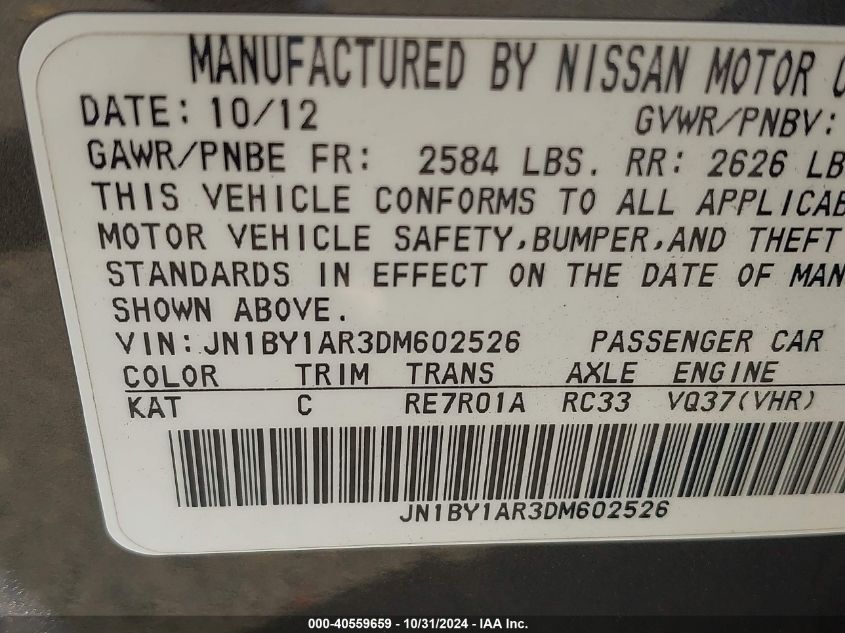 MANUFACTURED BY NISSAN MOTOR
DATE: 10/12 GVWR/PNBV:
GAWR/PNBE FR: 2584 LBS. RR: 2626 LB
THIS VEHICLE CONFORMS TO ALL APPLICAB
MOTOR VEHICLE SAFETY,BUMPER,AND THEFT
STANDARDS IN EFFECT ON THE DATE OF MAN
SHOWN ABOVE.
VIN: JN1BY1AR3DM602526 PASSENGER CAR
COLOR TRIM TRANS AXLE ENGINE
KAT C RE7R01A RC33 VQ37(VHR)
JN1BY1AR3DM602526
000-40559659 - 10/31/2024 - IAA Inc.